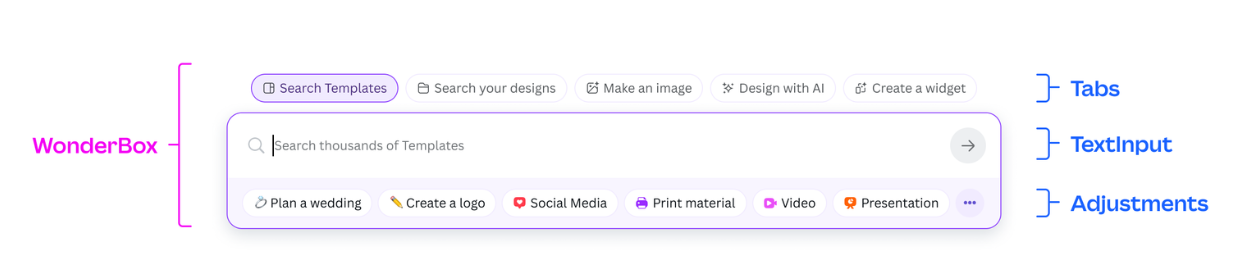 Search Templates
Search your designs
Make an image
Design with AI
Create a widget
Tabs
WonderBox
Search thousands of Templates
TextInput
Plan a wedding
Create a logo
Social Media
Print material
Video
Presentation
Adjustments